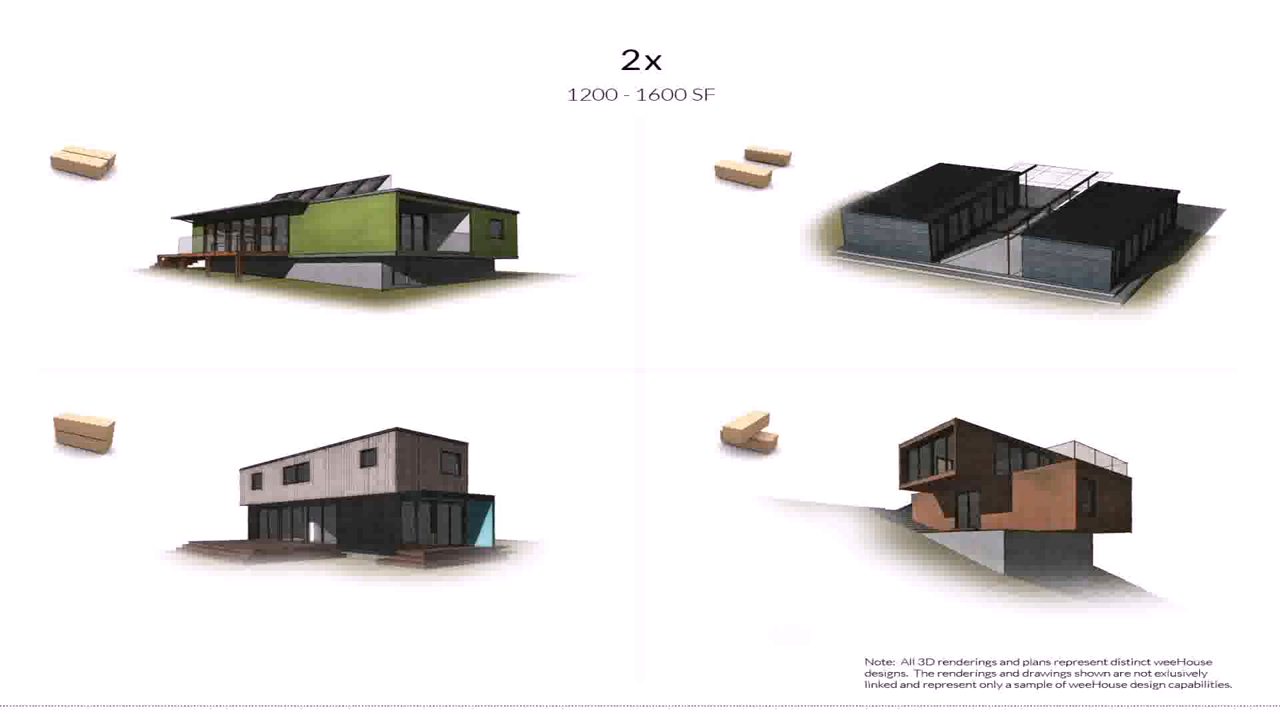 2x
1200 - 1600 SF
Note: All 3D renderings and plans represent distinct weeHouse
designs. The renderings and drawings shown are not exlusively
linked and represent only a sample of weeHouse design capabilities.